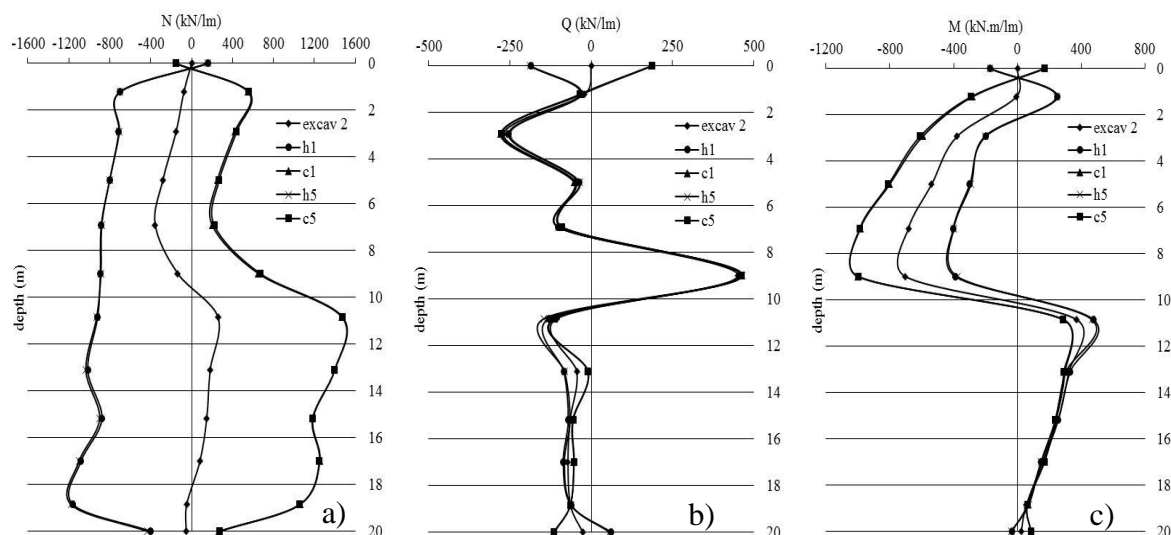 N (kN/lm)
-1600 -1200 -800 -400 0 400 800 1200 1600
0
2
4
6
8
10
12
14
16
18
20
depth (m)
excav 2
h1
c1
h5
c5
a)
Q (kN/lm)
-500 -250 0 250 500
0
2
4
6
8
10
12
14
16
18
20
depth (m)
excav 2
h1
c1
h5
c5
b)
M (kN.m/lm)
-1200 -800 -400 0 400 800
0
2
4
6
8
10
12
14
16
18
20
depth (m)
excav 2
h1
c1
h5
c5
c)